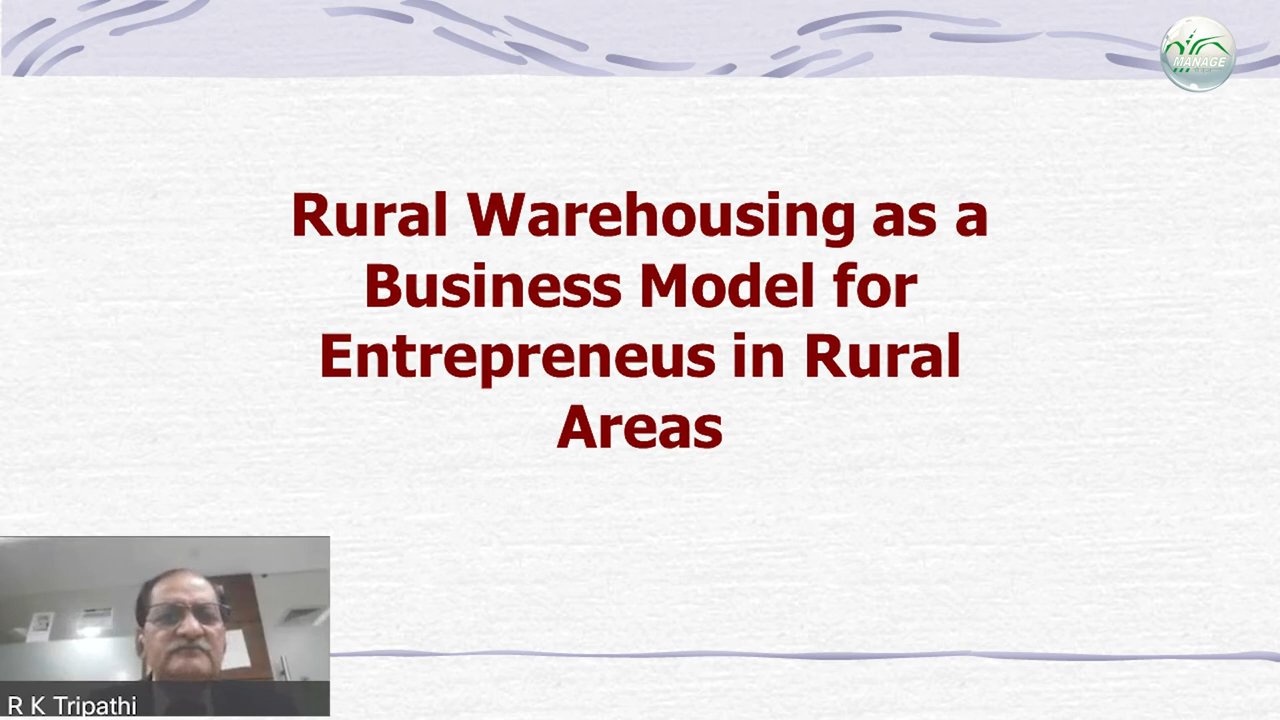 MANAGE
Rural Warehousing as a
Business Model for
Entrepreneus in Rural
Areas
R K Tripathi